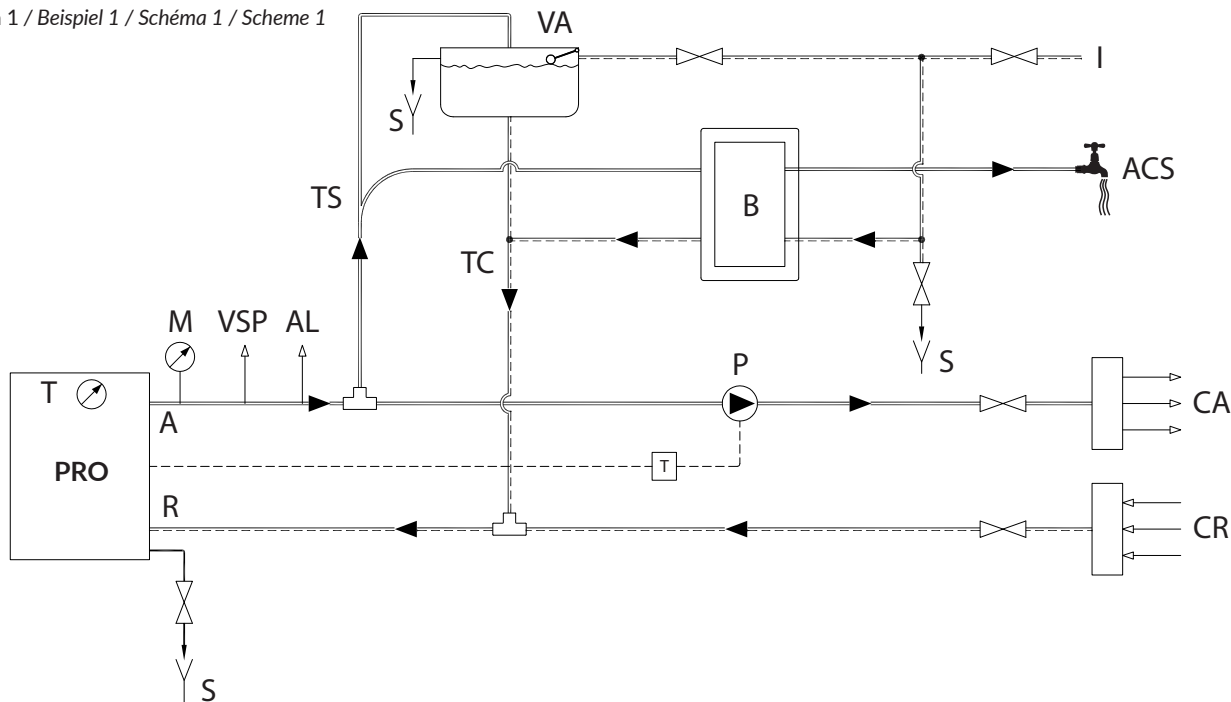 1 / Beispiel 1 / Schéma 1 / Scheme 1
VA
I
S
ACS
TS
B
TC
M VSP AL
P
S
T
A
CA
PRO
T
R
CR
S